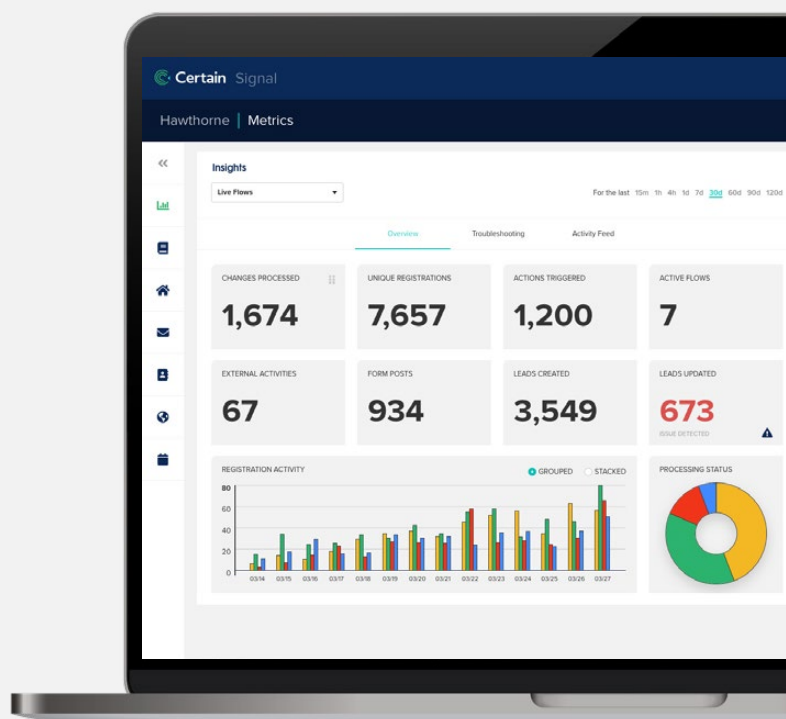 Certain Signal
Hawthorne | Metrics
Insights
Live Flows
For the last 15m 1h 4h 1d 7d 30d 60d 90d 120d
Overview Troubleshooting Activity Feed
CHANGES PROCESSED UNIQUE REGISTRATIONS ACTIONS TRIGGERED ACTIVE FLOWS
1,674 7,657 1,200 7
EXTERNAL ACTIVITIES FORM POSTS LEADS CREATED LEADS UPDATED
67 934 3,549 673
ISSUE DETECTED
REGISTRATION ACTIVITY GROUPED STACKED PROCESSING STATUS
80
60
40
20
0
03/14 03/15 03/16 03/17 03/18 03/19 03/20 03/21 03/22 03/23 03/24 03/25 03/26 03/27